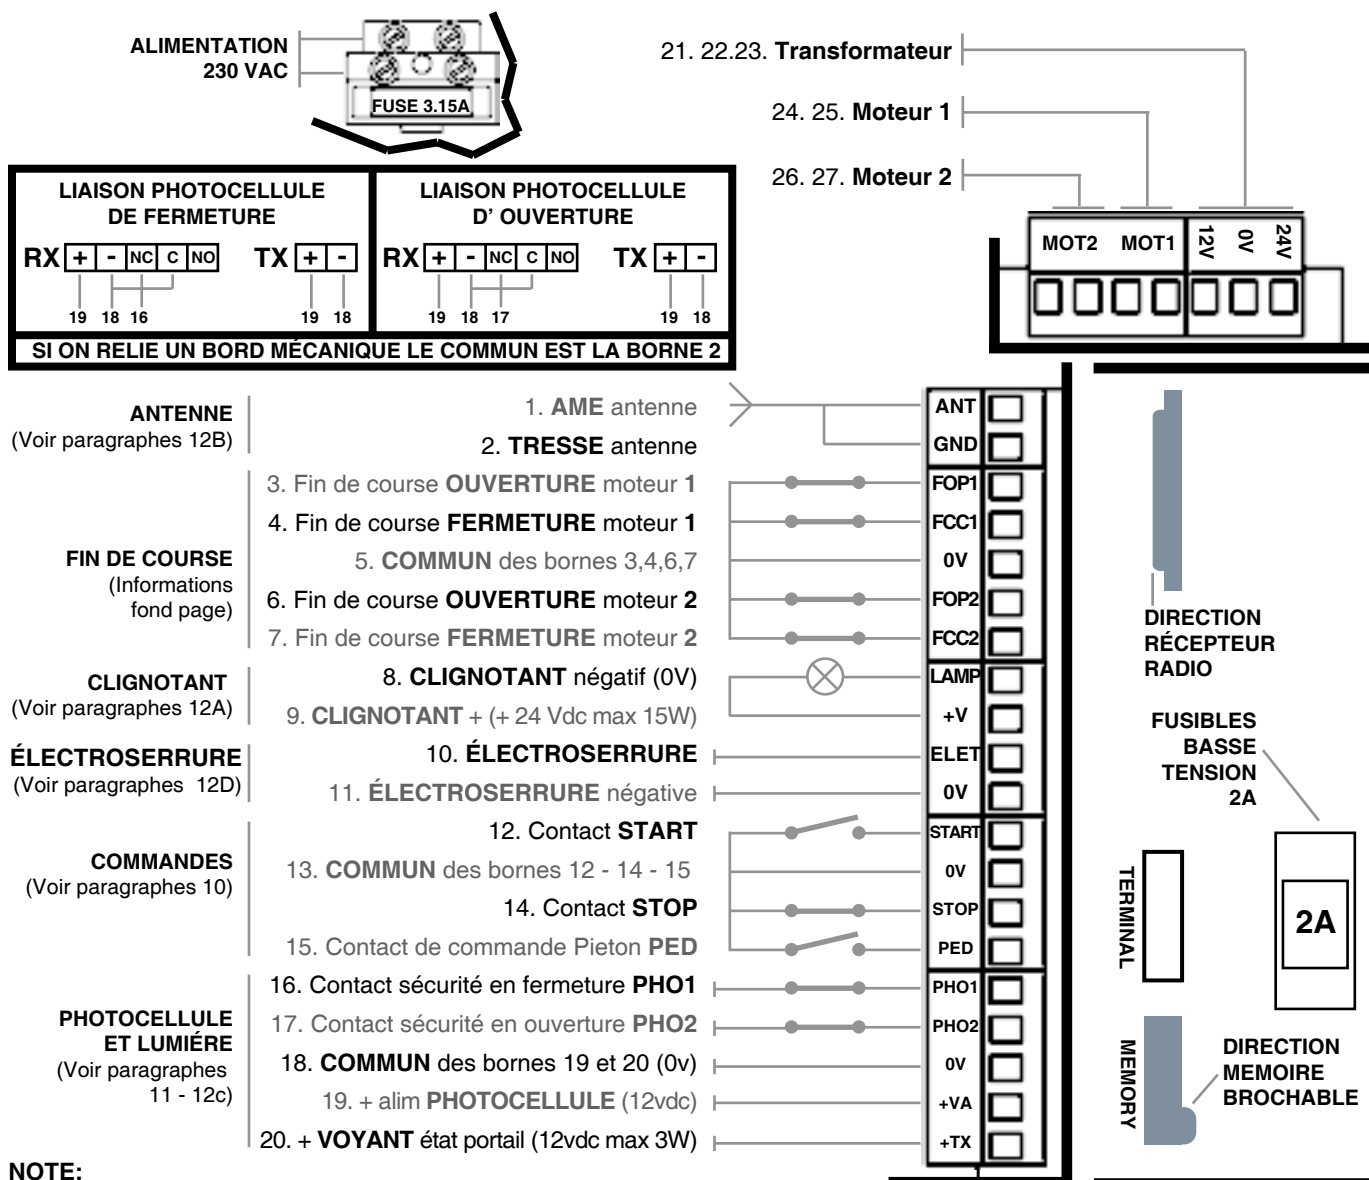 ALIMENTATION
230 VAC
FUSE 3.15A
21. 22.23. Transformateur
24. 25. Moteur 1
26. 27. Moteur 2
MOT2 MOT1 12V 0V 24V
LIAISON PHOTOCELLULE
DE FERMETURE
RX + - NC C NO TX + -
19 18 16 19 18
LIAISON PHOTOCELLULE
D' OUVERTURE
RX + - NC C NO TX + -
19 18 17 19 18
SI ON RELIE UN BORD MÉCANIQUE LE COMMUN EST LA BORNE 2
ANTENNE
(Voir paragraphes 12B)
1. AME antenne ANT
2. TRESSE antenne GND
FIN DE COURSE
(Informations
fond page)
3. Fin de course OUVERTURE moteur 1 FOP1
4. Fin de course FERMETURE moteur 1 FCC1
5. COMMUN des bornes 3,4,6,7 0V
6. Fin de course OUVERTURE moteur 2 FOP2
7. Fin de course FERMETURE moteur 2 FCC2
CLIGNOTANT
(Voir paragraphes 12A)
8. CLIGNOTANT négatif (0V) LAMP
9. CLIGNOTANT + (+ 24 Vdc max 15W) +V
ÉLECTROSERRURE
(Voir paragraphes 12D)
10. ÉLECTROSERRURE ELET
11. ÉLECTROSERRURE négative 0V
COMMANDES
(Voir paragraphes 10)
12. Contact START START
13. COMMUN des bornes 12 - 14 - 15 0V
14. Contact STOP STOP
15. Contact de commande Pieton PED PED
PHOTOCELLULE
ET LUMIÉRE
(Voir paragraphes
11 - 12c)
16. Contact sécurité en fermeture PHO1 PHO1
17. Contact sécurité en ouverture PHO2 PHO2
18. COMMUN des bornes 19 et 20 (0v) 0V
19. + alim PHOTOCELLULE (12vdc) +VA
20. + VOYANT état portail (12vdc max 3W) +TX
DIRECTION
RÉCEPTEUR
RADIO
FUSIBLES
BASSE
TENSION
2A
TERMINAL
2A
MEMORY
DIRECTION
MEMOIRE
BROCHABLE
NOTE: